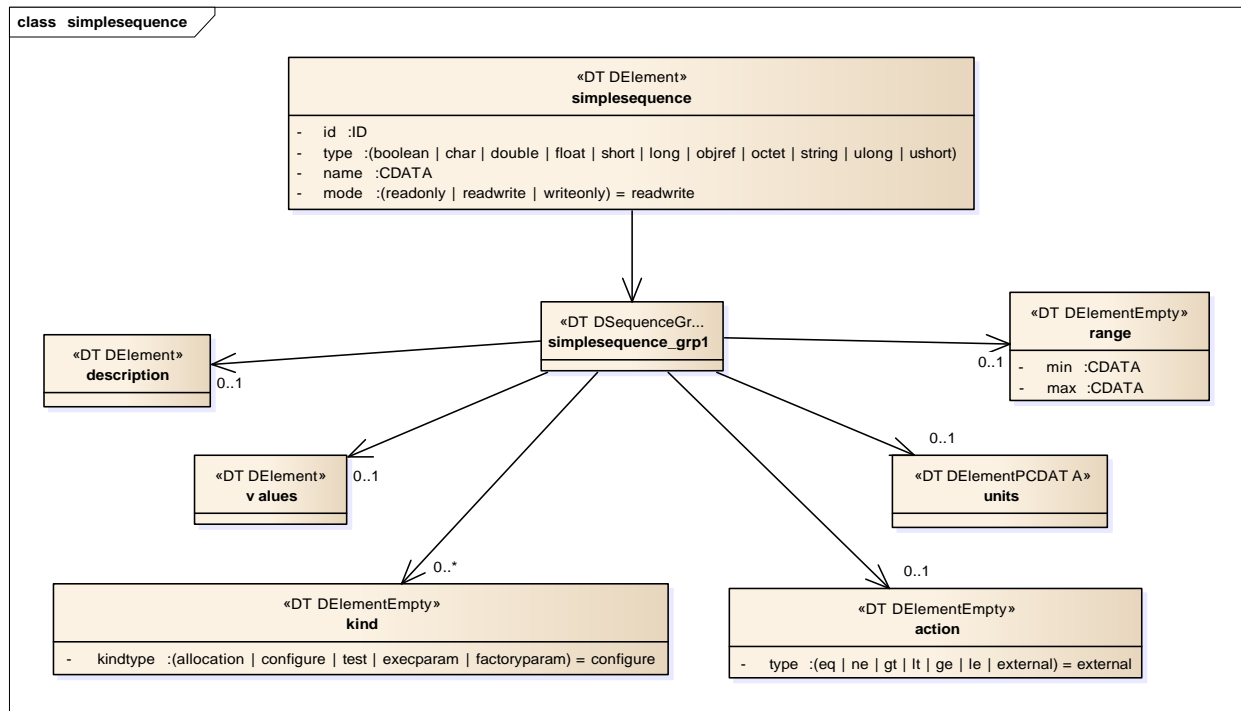 class simplesequence
«DT DElement»
simplesequence
- id :ID
- type :(boolean | char | double | float | short | long | objref | octet | string | ulong | ushort)
- name :CDATA
- mode :(readonly | readwrite | writeonly) = readwrite
«DT DSequenceGr...
simplesequence_grp1
«DT DElementEmpty»
range
- min :CDATA
- max :CDATA
0..1
«DT DElement»
description
0..1
«DT DElement»
v alues
0..1
0..1
«DT DElementPCDAT A»
units
0..*
«DT DElementEmpty»
kind
- kindtype :(allocation | configure | test | execparam | factoryparam) = configure
0..1
«DT DElementEmpty»
action
- type :(eq | ne | gt | lt | ge | le | external) = external